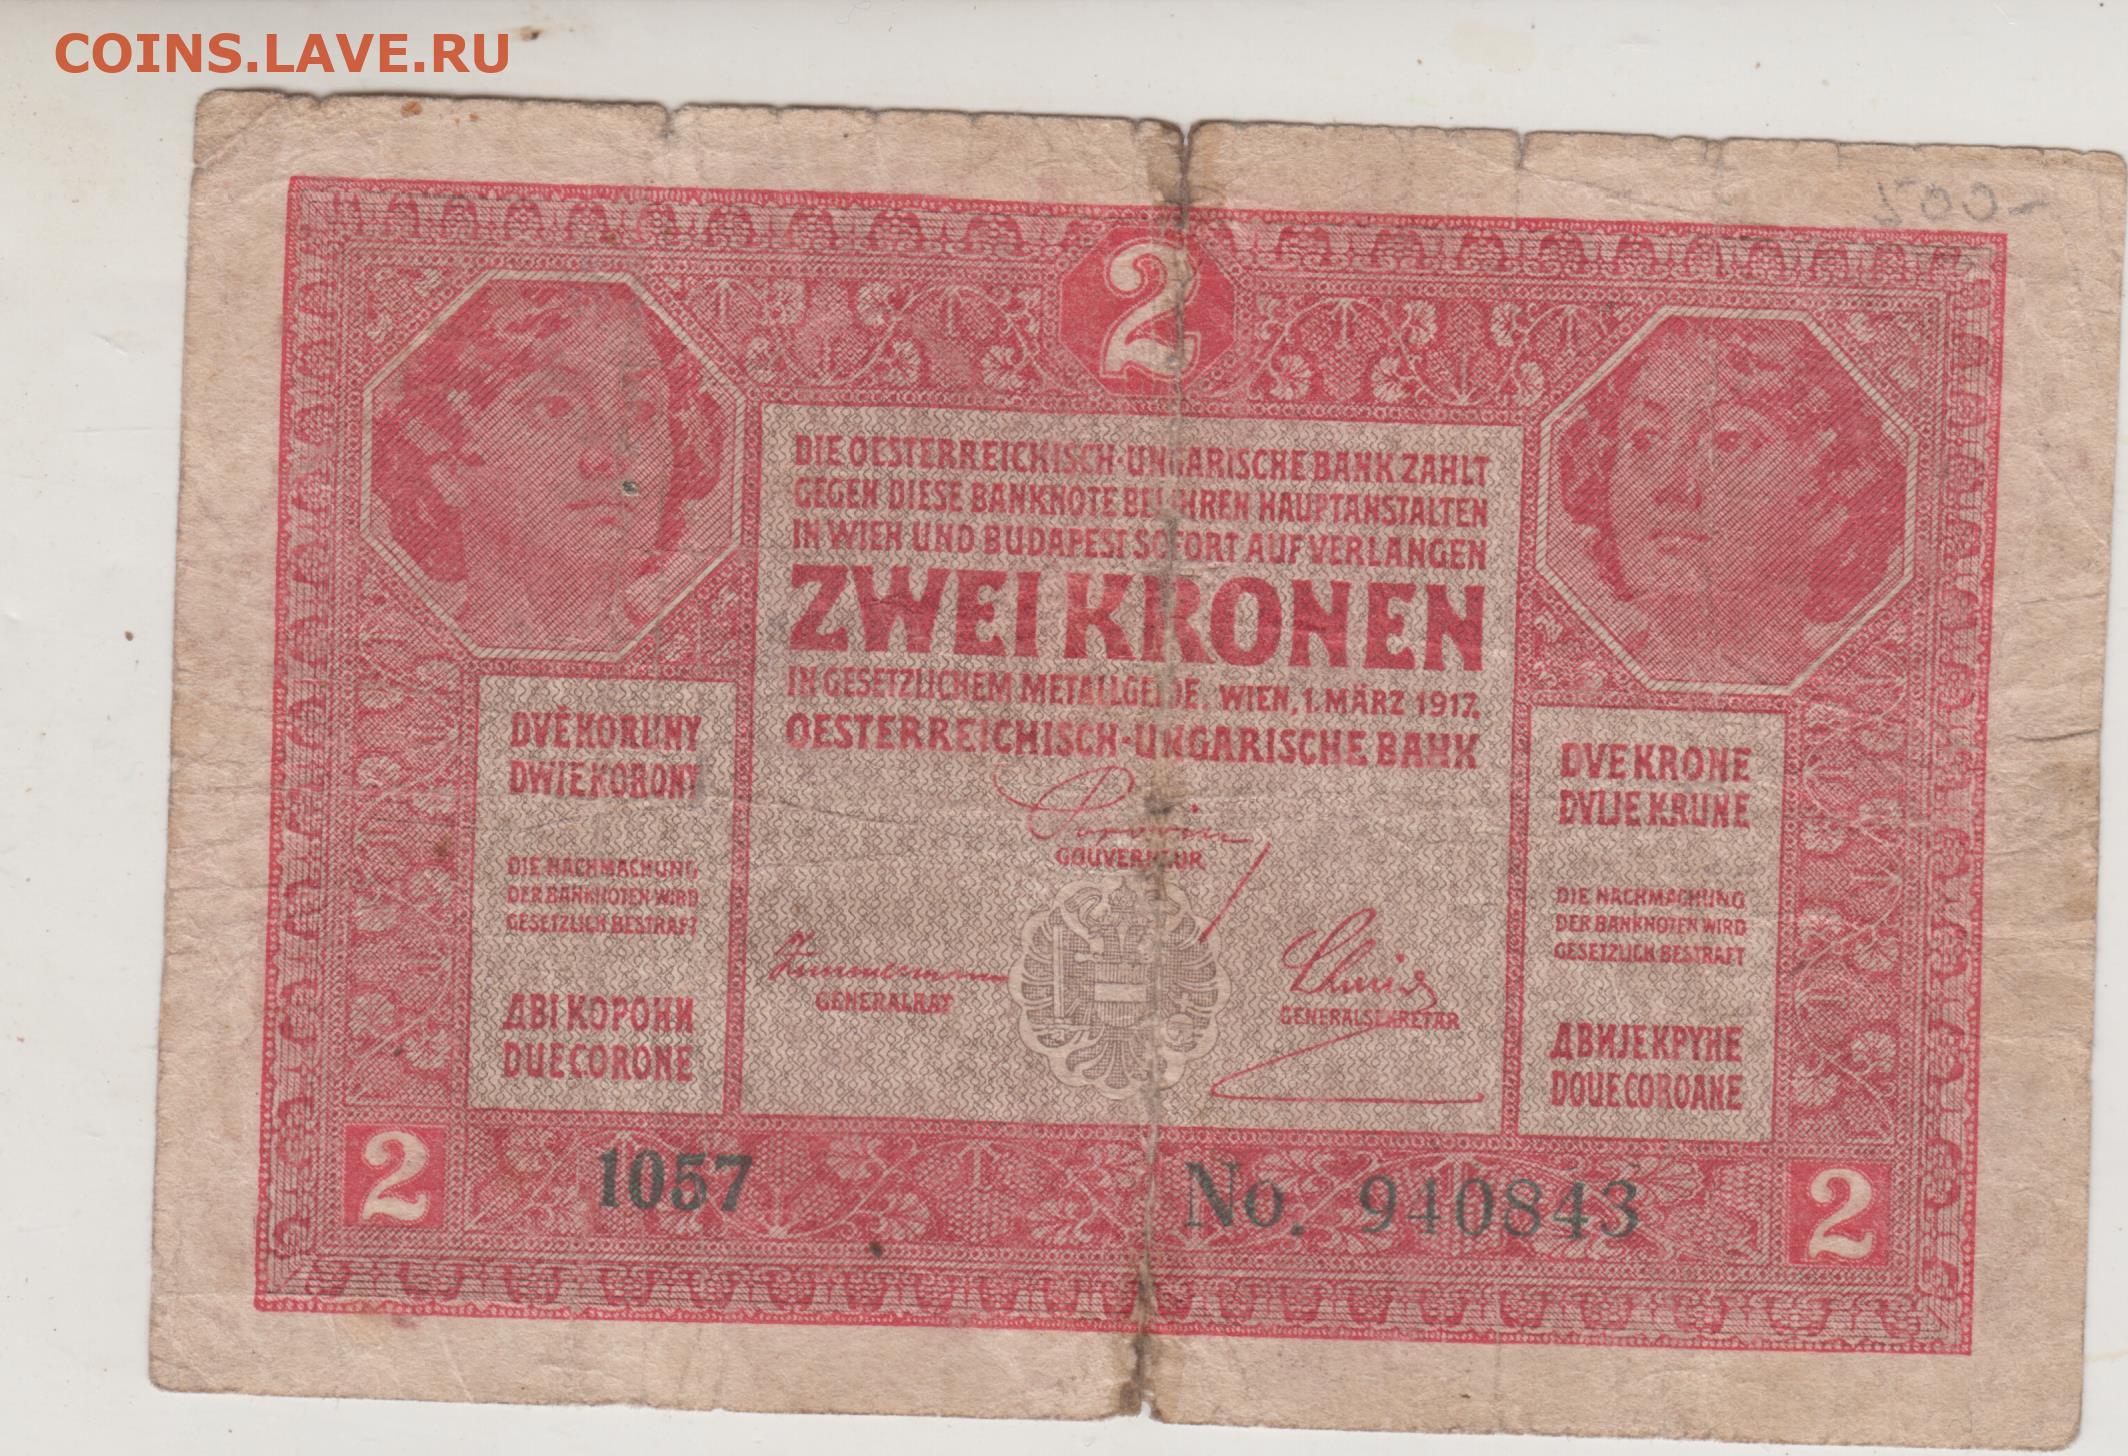 COINS.LAVE.RU
2
DIE OESTERREICHISCH-UNGARISCHE BANK ZAHLT
GEGEN DIESE BANKNOTE BEI IHREN HAUPTANSTALTEN
IN WIEN UND BUDAPEST SOFORT AUF VERLANGEN
ZWEI KRONEN
IN GESETZLICHEM METALLGELDE. WIEN, 1. MÄRZ 1917.
OESTERREICHISCH-UNGARISCHE BANK
GOUVERNEUR
GENERALRAT
GENERALSEKRETÄR
DVĚ KORUNY
DWIE KORONY
DIE NACHMACHUNG
DER BANKNOTEN WIRD
GESETZLICH BESTRAFT
ДВІ КОРОНИ
DUE CORONE
DVE KRONE
DVIJE KRUNE
DIE NACHMACHUNG
DER BANKNOTEN WIRD
GESETZLICH BESTRAFT
ДВИЈЕ КРУНЕ
DOUE COROANE
2
1057
No. 940843
2